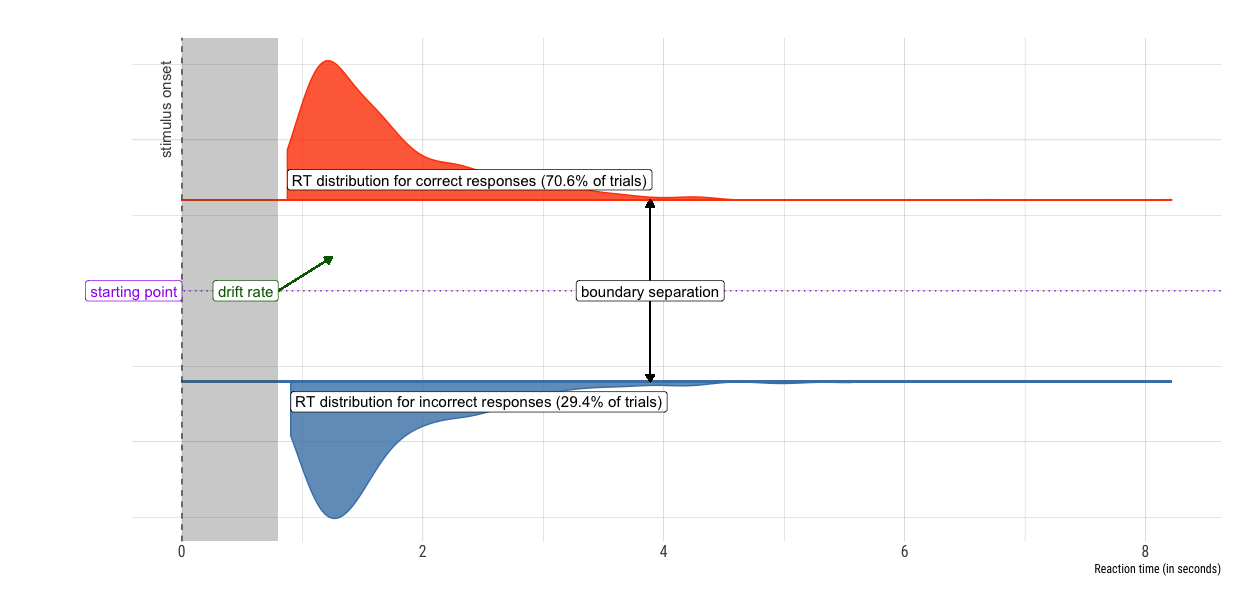 stimulus onset
RT distribution for correct responses (70.6% of trials)
starting point
drift rate
boundary separation
RT distribution for incorrect responses (29.4% of trials)
0 2 4 6 8
Reaction time (in seconds)